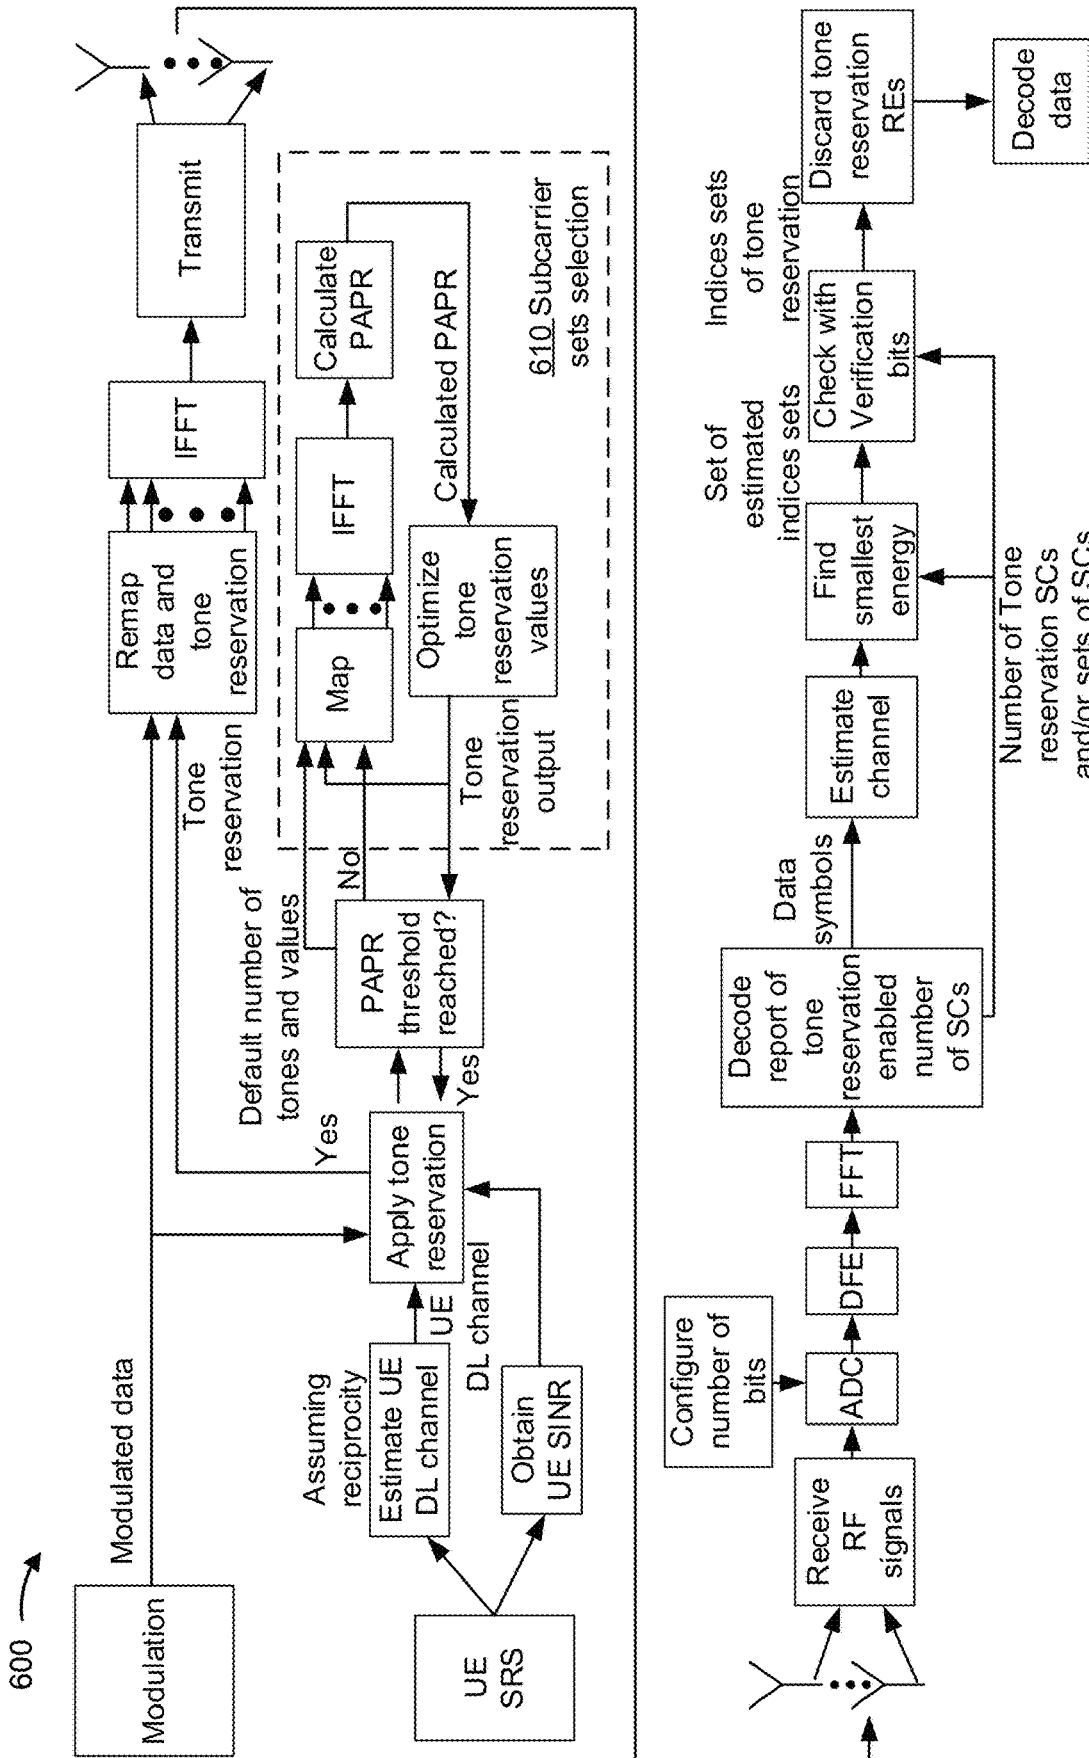 600
Modulation
Modulated data
Remap
data and
tone
reservation
IFFT
Transmit
Tone
reservation
UE
SRS
Assuming
reciprocity
Estimate UE
DL channel
UE
DL channel
Obtain
UE SINR
Apply tone
reservation
Yes
Yes
Default number of
tones and values
PAPR
threshold
reached?
No
Map
IFFT
Calculate
PAPR
Calculated PAPR
Optimize
tone
reservation
values
Tone
reservation
output
610 Subcarrier
sets selection
Receive
RF
signals
Configure
number of
bits
ADC
DFE
FFT
Decode
report of
tone
reservation
enabled
number
of SCs
Data
symbols
Estimate
channel
Find
smallest
energy
Set of
estimated
indices sets
Check with
Verification
bits
Indices sets
of tone
reservation
Discard tone
reservation
REs
Decode
data
Number of Tone
reservation SCs
and/or sets of SCs